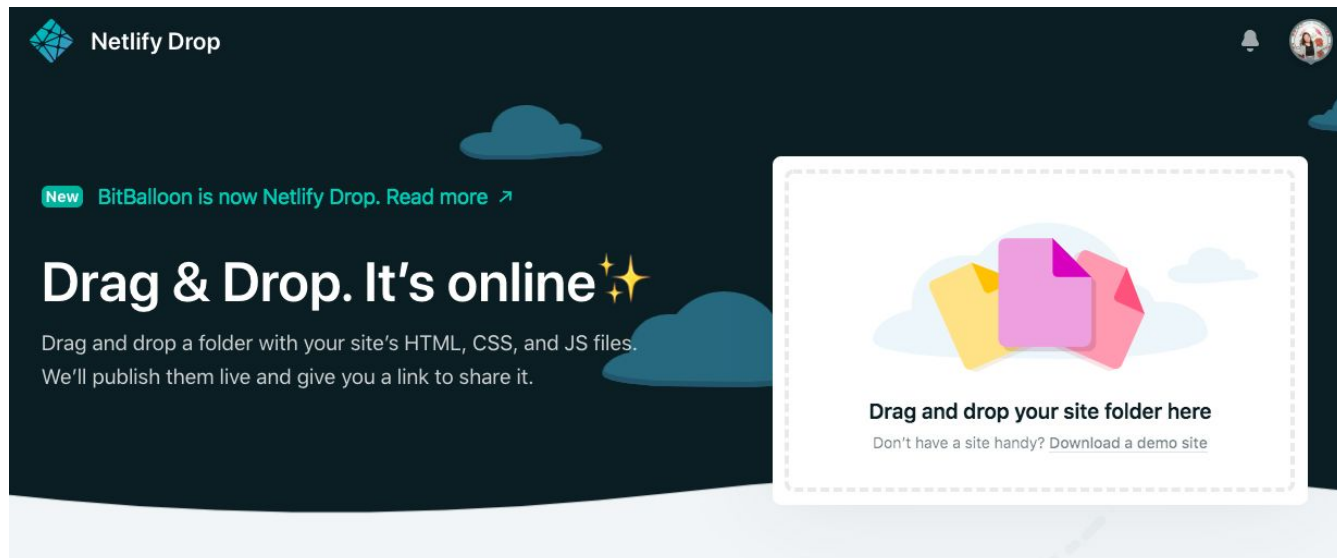 Netlify Drop
New BitBalloon is now Netlify Drop. Read more ↗
Drag & Drop. It's online✨
Drag and drop a folder with your site's HTML, CSS, and JS files.
We'll publish them live and give you a link to share it.
Drag and drop your site folder here
Don't have a site handy? Download a demo site